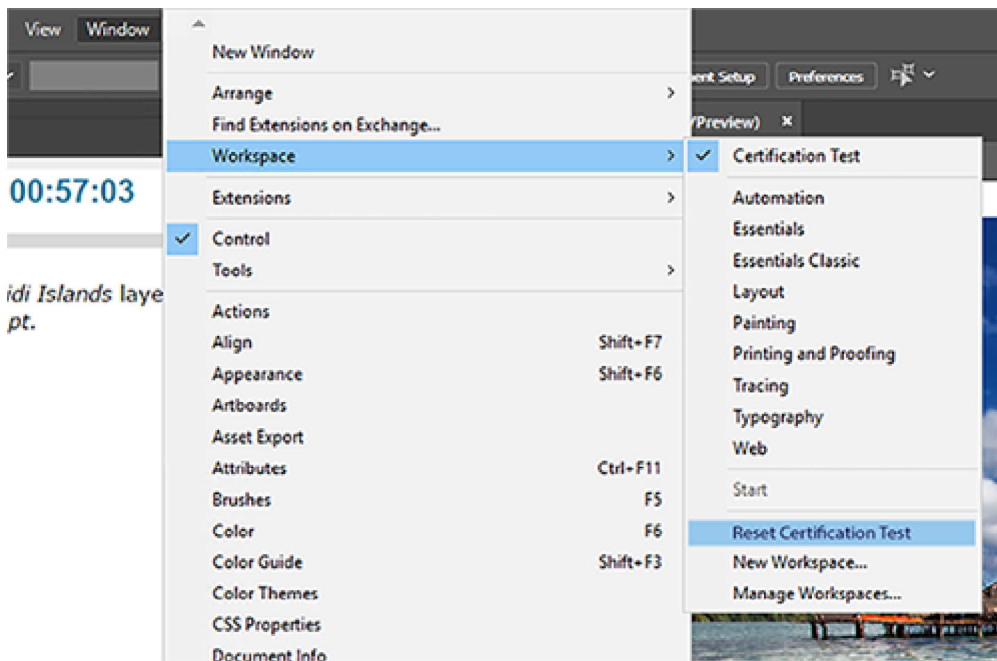 View Window
New Window
Arrange
ent Setup Preferences
Find Extensions on Exchange...
/Preview) ×
Workspace
Certification Test
00:57:03
Extensions
Automation
Control
Essentials
Tools
Essentials Classic
idi Islands laye
pt.
Layout
Actions
Painting
Align Shift+F7
Printing and Proofing
Appearance Shift+F6
Tracing
Artboards
Typography
Asset Export
Web
Attributes Ctrl+F11
Start
Brushes F5
Reset Certification Test
Color F6
New Workspace...
Color Guide Shift+F3
Manage Workspaces...
Color Themes
CSS Properties
Document Info